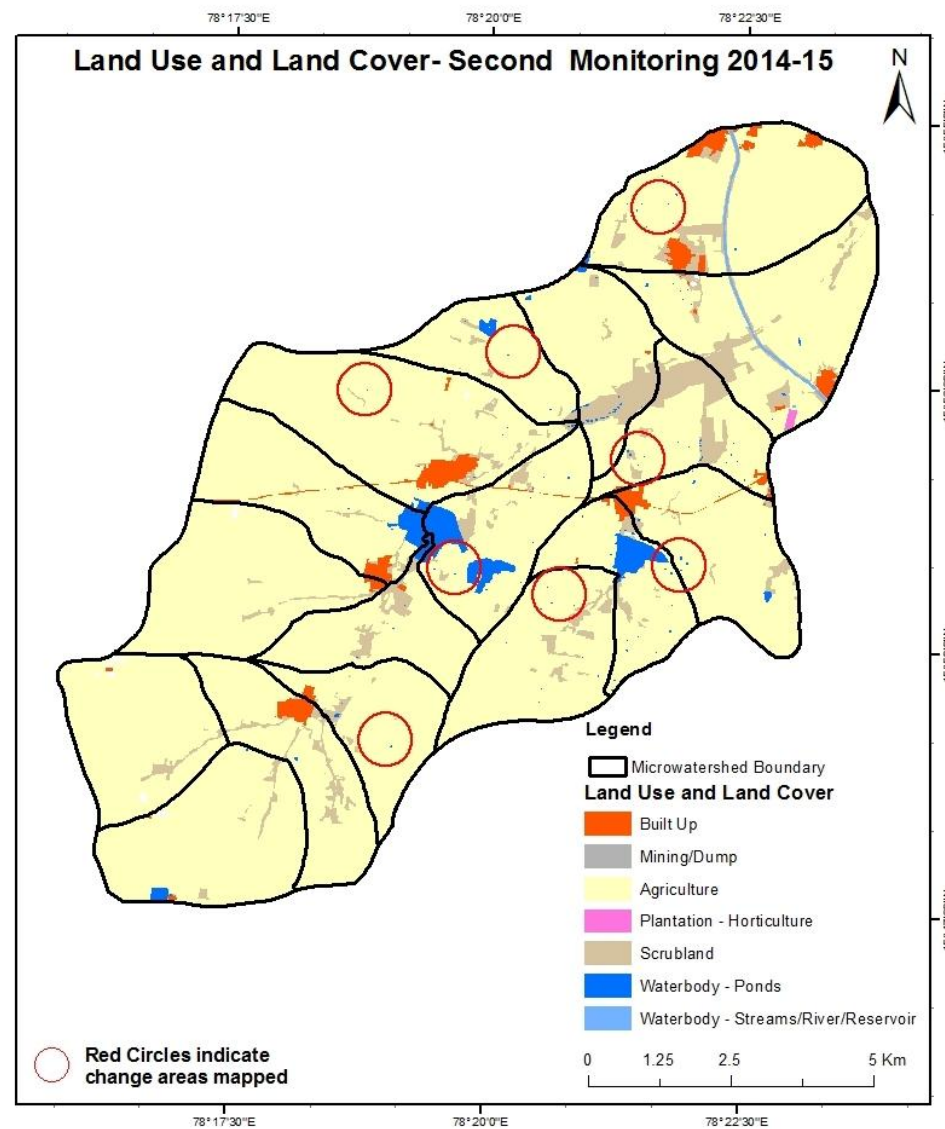 78°17'30"E 78°20'0"E 78°22'30"E
Land Use and Land Cover- Second Monitoring 2014-15
N
Legend
Microwatershed Boundary
Land Use and Land Cover
Built Up
Mining/Dump
Agriculture
Plantation - Horticulture
Scrubland
Waterbody - Ponds
Waterbody - Streams/River/Reservoir
Red Circles indicate
change areas mapped
0 1.25 2.5 5 Km
78°17'30"E 78°20'0"E 78°22'30"E